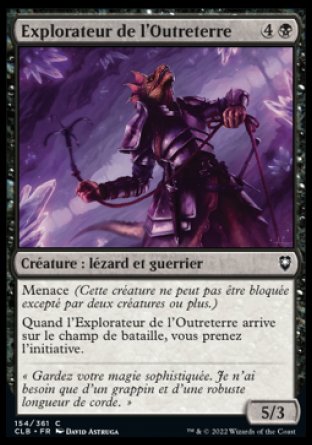 Explorateur de l'Outreterre 4
Créature : lézard et guerrier
Menace (Cette créature ne peut pas être bloquée
excepté par deux créatures ou plus.)
Quand l'Explorateur de l'Outreterre arrive
sur le champ de bataille, vous prenez
l'initiative.
« Gardez votre magie sophistiquée. Je n'ai
besoin que d'un grappin et d'une robuste
longueur de corde. »
5/3
154/361 C
CLB • FR DAVID ASTRUGA
™ & © 2022 Wizards of the Coast